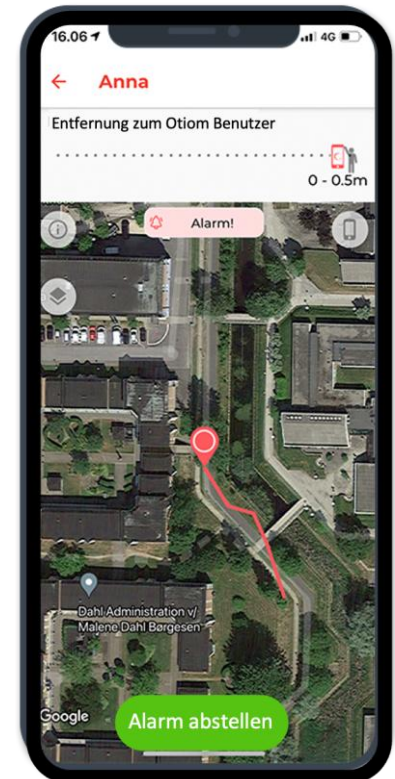 16.06
4G
Anna
Entfernung zum Otiom Benutzer
0 - 0.5m
Alarm!
Dahl Administration v/
Malene Dahl Børgesen
Google
Alarm abstellen